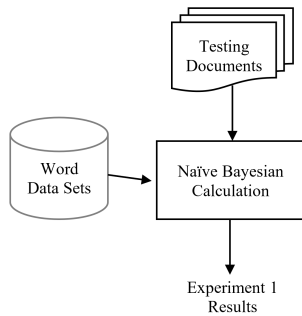 Testing
Documents
Word
Data Sets
Naïve Bayesian
Calculation
Experiment 1
Results